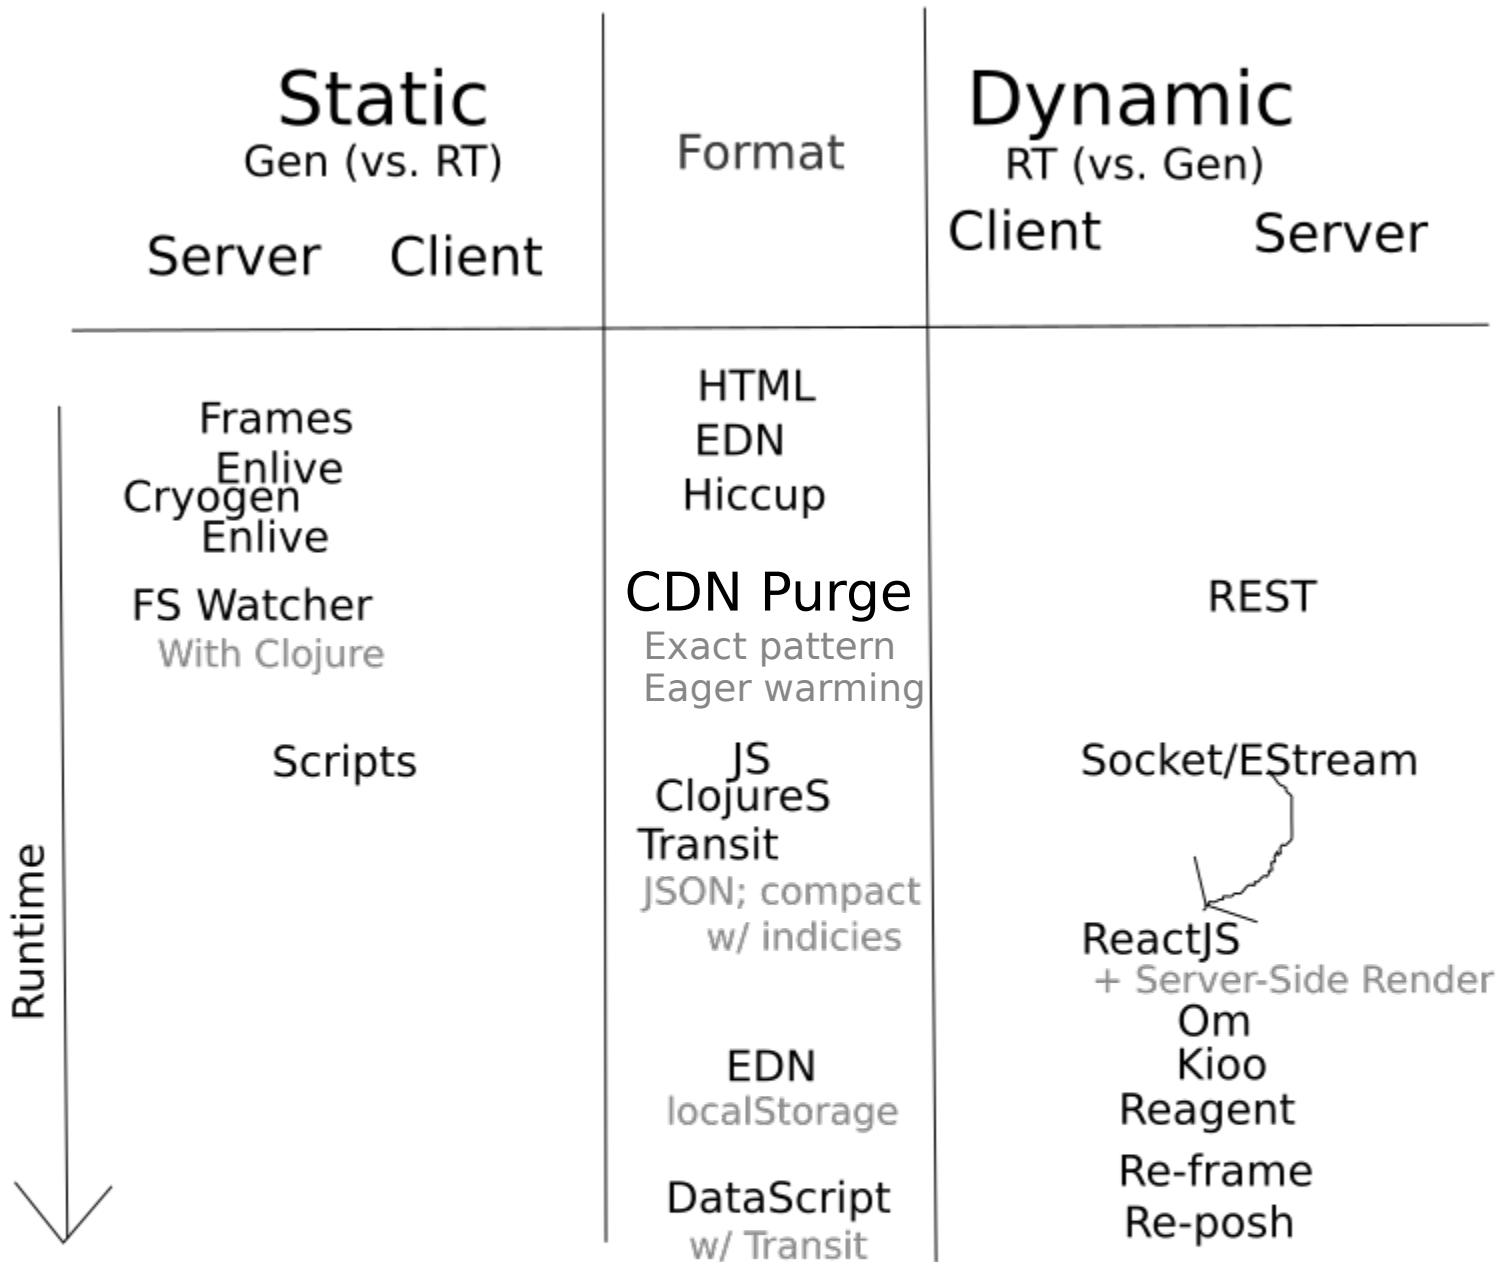 Static
Gen (vs. RT)
Server Client
Format
Dynamic
RT (vs. Gen)
Client Server
Runtime
Frames
Enlive
Cryogen
Enlive
FS Watcher
With Clojure
Scripts
HTML
EDN
Hiccup
CDN Purge
Exact pattern
Eager warming
JS
ClojureS
Transit
JSON; compact
w/ indicies
EDN
localStorage
DataScript
w/ Transit
REST
Socket/EStream
ReactJS
+ Server-Side Render
Om
Kioo
Reagent
Re-frame
Re-posh